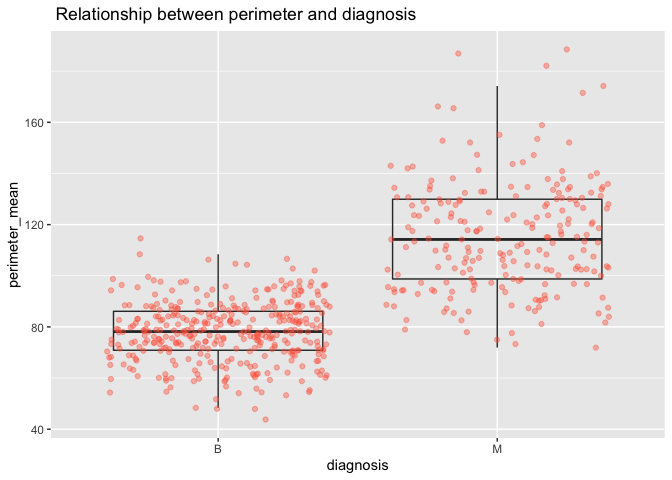 Relationship between perimeter and diagnosis
perimeter_mean
160
120
80
40
B
M
diagnosis